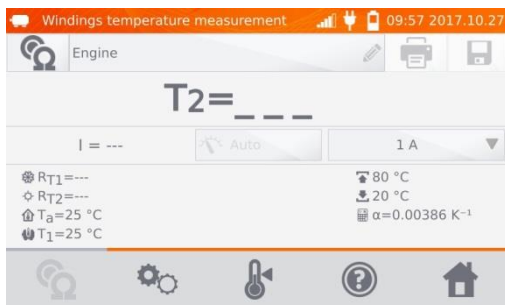 Windings temperature measurement 09:57 2017.10.27
Engine
T2=_ _ _
I = --- Auto 1 A
RT1=--- 80 °C
RT2=--- 20 °C
Ta=25 °C α=0.00386 K⁻¹
T1=25 °C